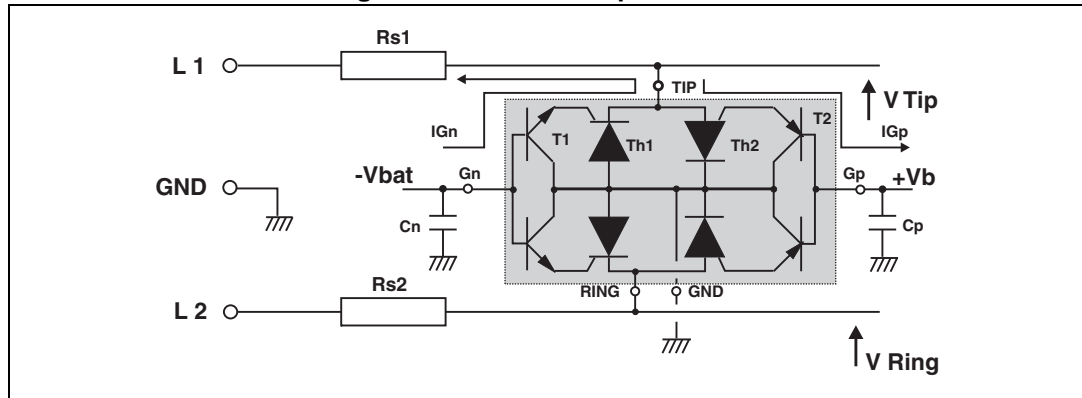 Rs1
L 1
TIP
V Tip
IGn
T1
Th1
Th2
T2
IGp
-Vbat
Gn
Gp
+Vb
GND
Cn
Cp
Rs2
RING
GND
L 2
V Ring